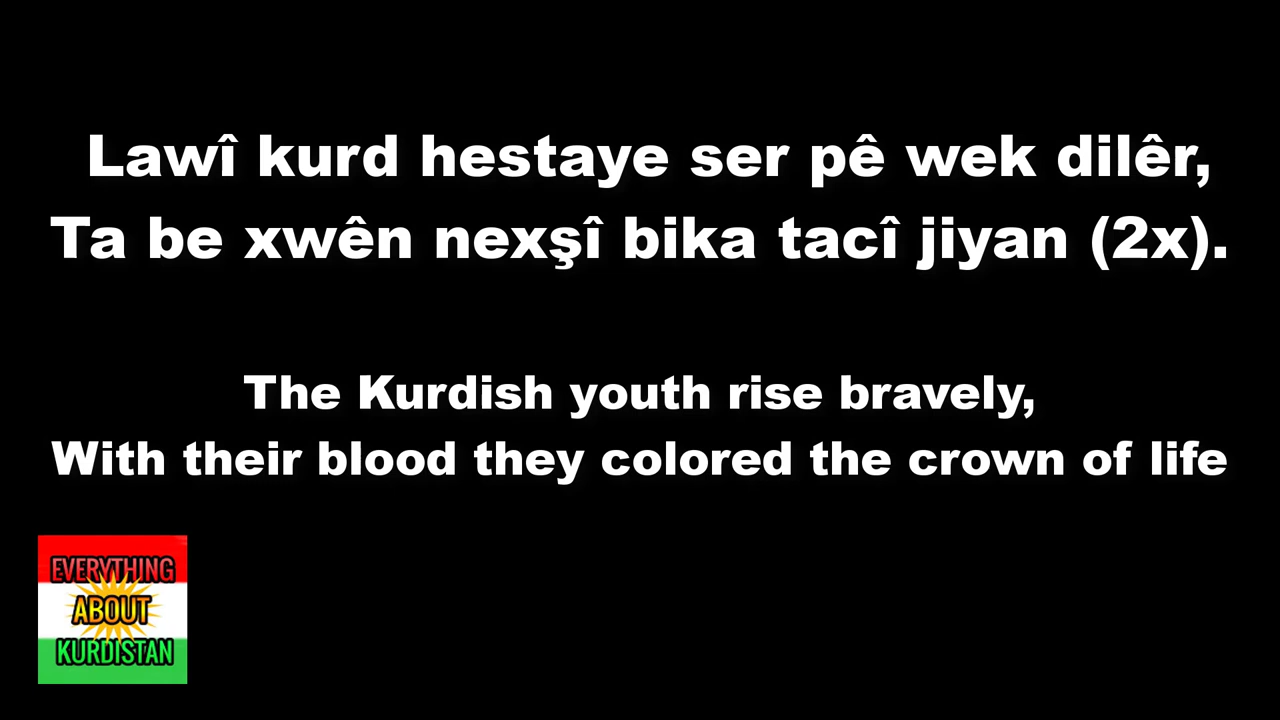 Lawî kurd hestaye ser pê wek dilêr,
Ta be xwên nexşî bika tacî jiyan (2x).
The Kurdish youth rise bravely,
With their blood they colored the crown of life
EVERYTHING
ABOUT
KURDISTAN